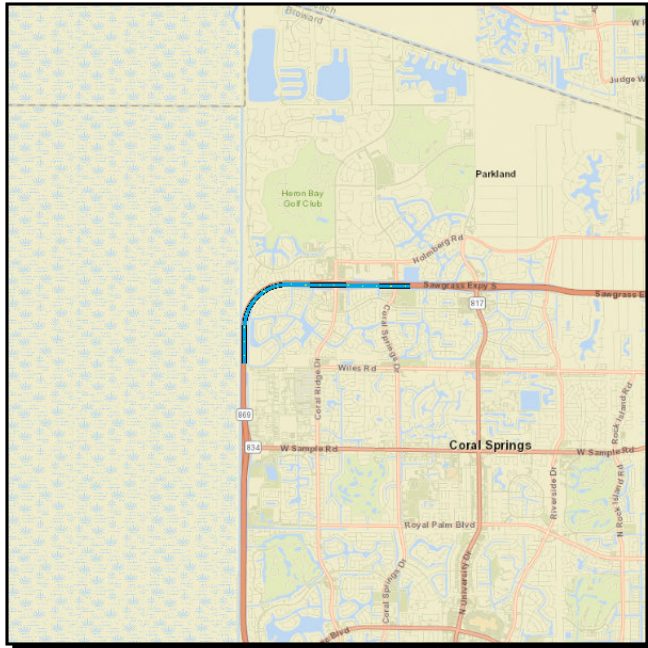 Broward
W
Judge W
Parkland
Heron Bay
Golf Club
Holmberg Rd
Sawgrass Expy S
Sawgrass E
817
Coral Springs Dr
Coral Ridge Dr
Wiles Rd
Rock Island Rd
869
834
W Sample Rd
Coral Springs
W Sample Rd
Riverside Dr
N Rock Island Rd
Royal Palm Blvd
Coral Springs Dr
N University Dr
Blvd